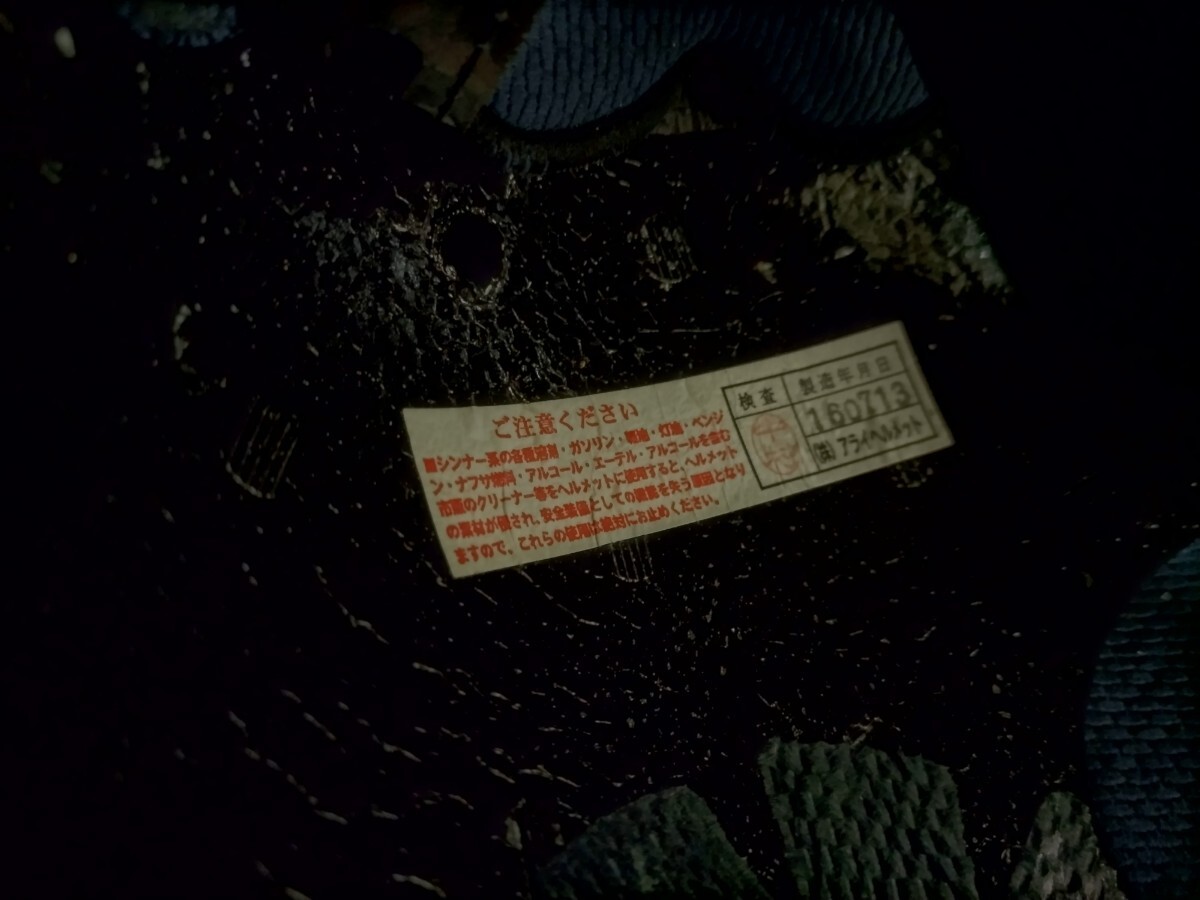 ご注意ください
■シンナー系の各種溶剤・ガソリン・軽油・灯油・ベンジ
ン・ナフサ燃料・アルコール・エーテル・アルコールを含む
市販のクリーナー等をヘルメットに使用すると、ヘルメット
の素材が侵され、安全装備としての機能を失う原因となり
ますので、これらの使用は絶対にお止めください。
検査
製造年月日
160713
㈱アライヘルメット